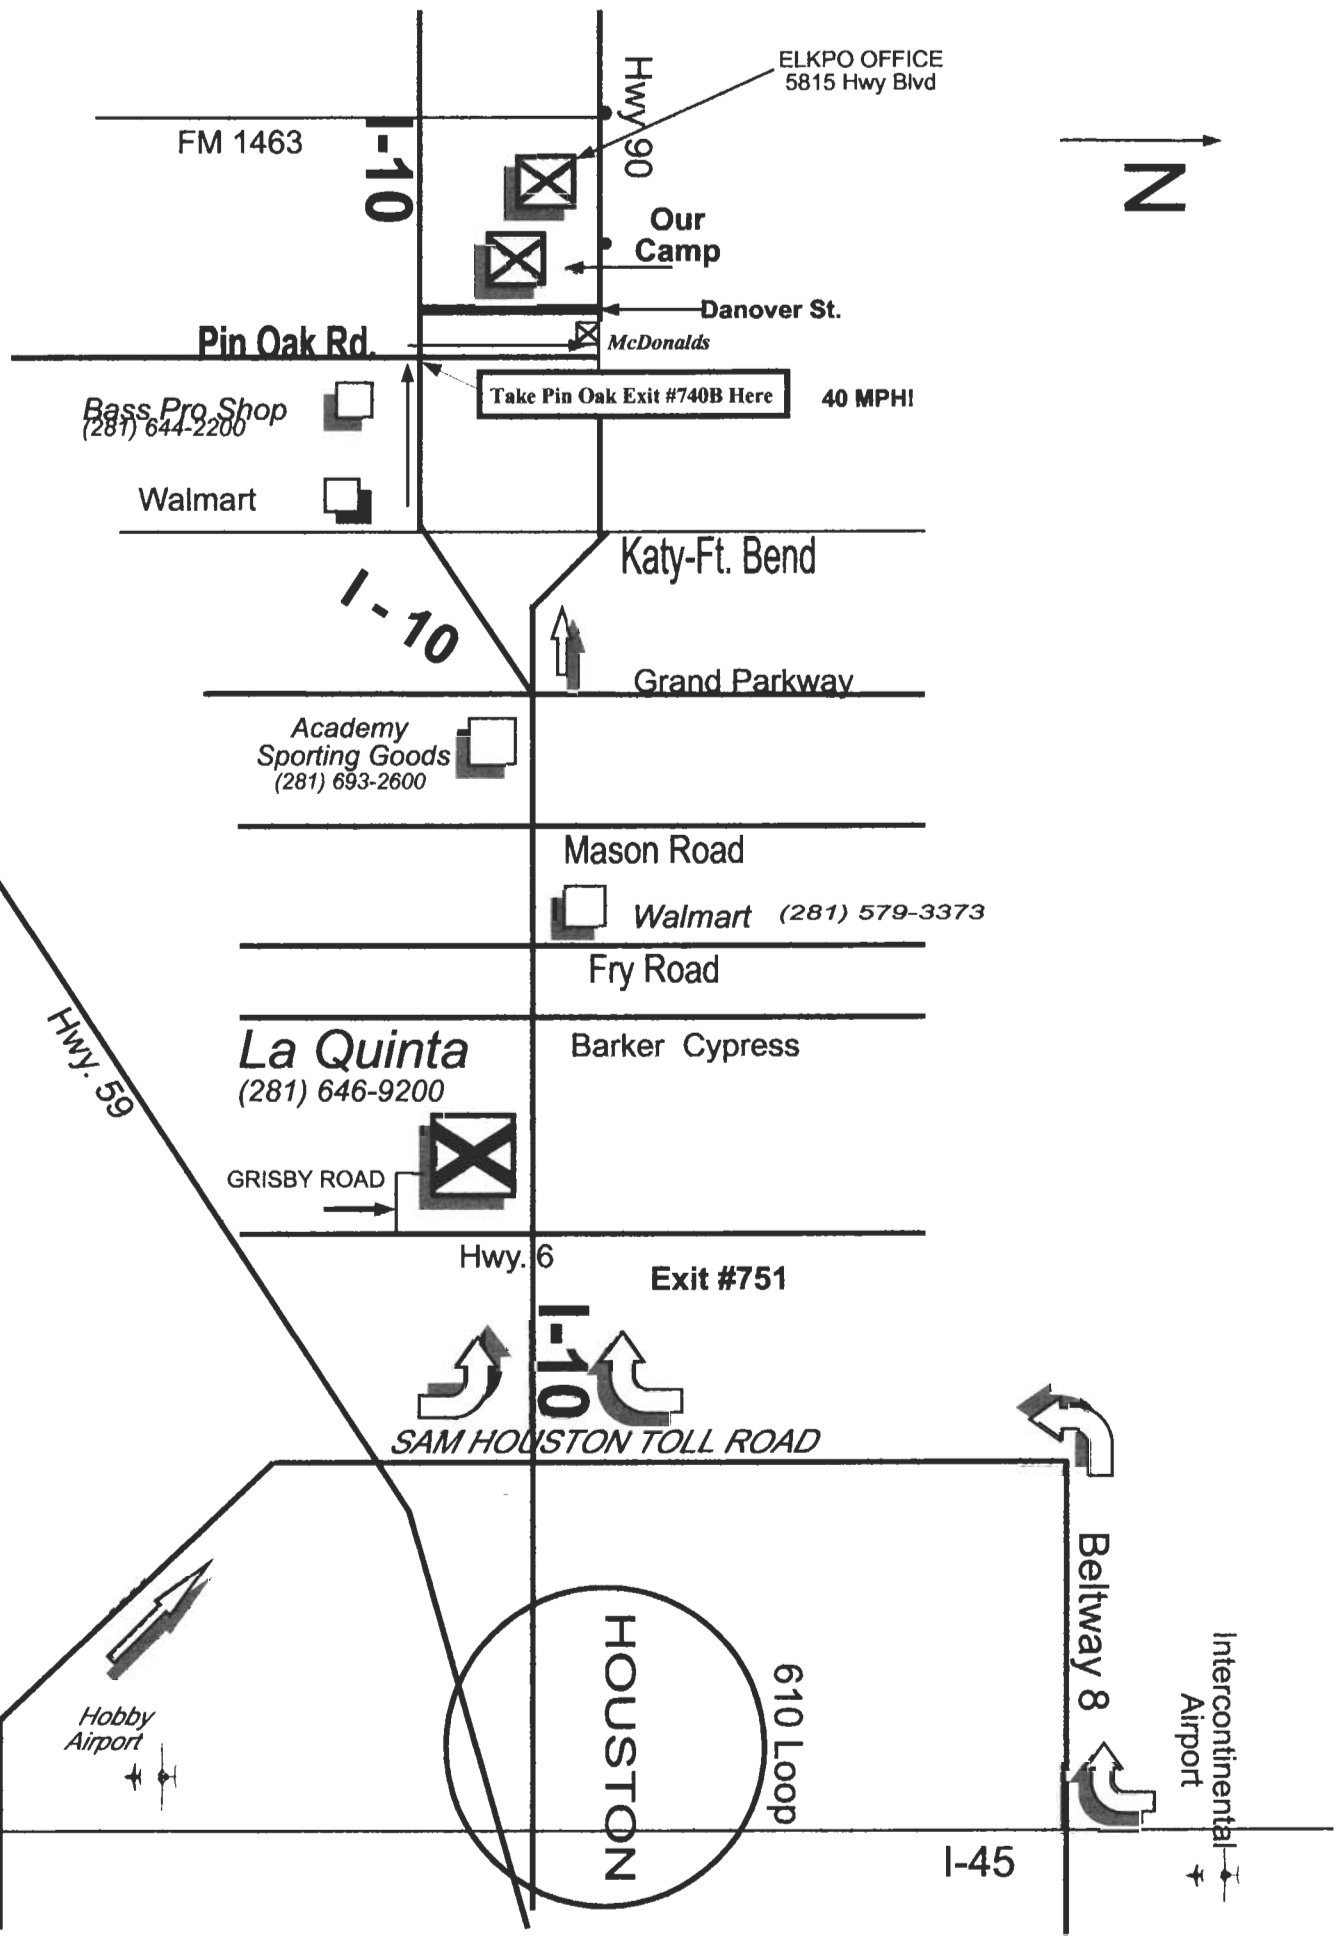 ELKPO OFFICE
5815 Hwy Blvd
Hwy 90
FM 1463
I-10
N
Our
Camp
Danover St.
Pin Oak Rd.
McDonalds
Take Pin Oak Exit #740B Here
40 MPH!
Bass Pro Shop
(281) 644-2200
Walmart
Katy-Ft. Bend
I - 10
Grand Parkway
Academy
Sporting Goods
(281) 693-2600
Mason Road
Walmart (281) 579-3373
Fry Road
Hwy. 59
La Quinta
(281) 646-9200
Barker Cypress
GRISBY ROAD
Hwy. 6
Exit #751
I-10
SAM HOUSTON TOLL ROAD
Beltway 8
HOUSTON
610 Loop
Intercontinental
Airport
Hobby
Airport
I-45